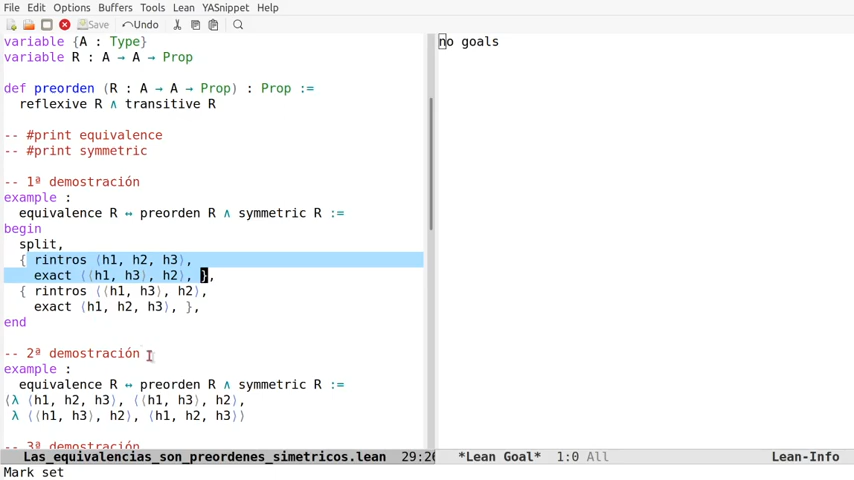 File Edit Options Buffers Tools Lean YASnippet Help
Save Undo
variable {A : Type}
variable R : A → A → Prop
def preorden (R : A → A → Prop) : Prop :=
reflexive R ∧ transitive R
-- #print equivalence
-- #print symmetric
-- 1ª demostración
example :
equivalence R ↔ preorden R ∧ symmetric R :=
begin
split,
{ rintros ⟨h1, h2, h3⟩,
exact ⟨⟨h1, h3⟩, h2⟩, },
{ rintros ⟨⟨h1, h3⟩, h2⟩,
exact ⟨h1, h2, h3⟩, },
end
-- 2ª demostración
example :
equivalence R ↔ preorden R ∧ symmetric R :=
⟨λ ⟨h1, h2, h3⟩, ⟨⟨h1, h3⟩, h2⟩,
λ ⟨⟨h1, h3⟩, h2⟩, ⟨h1, h2, h3⟩⟩
-- 3ª demostración
Las_equivalencias_son_preordenes_simetricos.lean 29:26
Mark set
no goals
*Lean Goal* 1:0 All Lean-Info